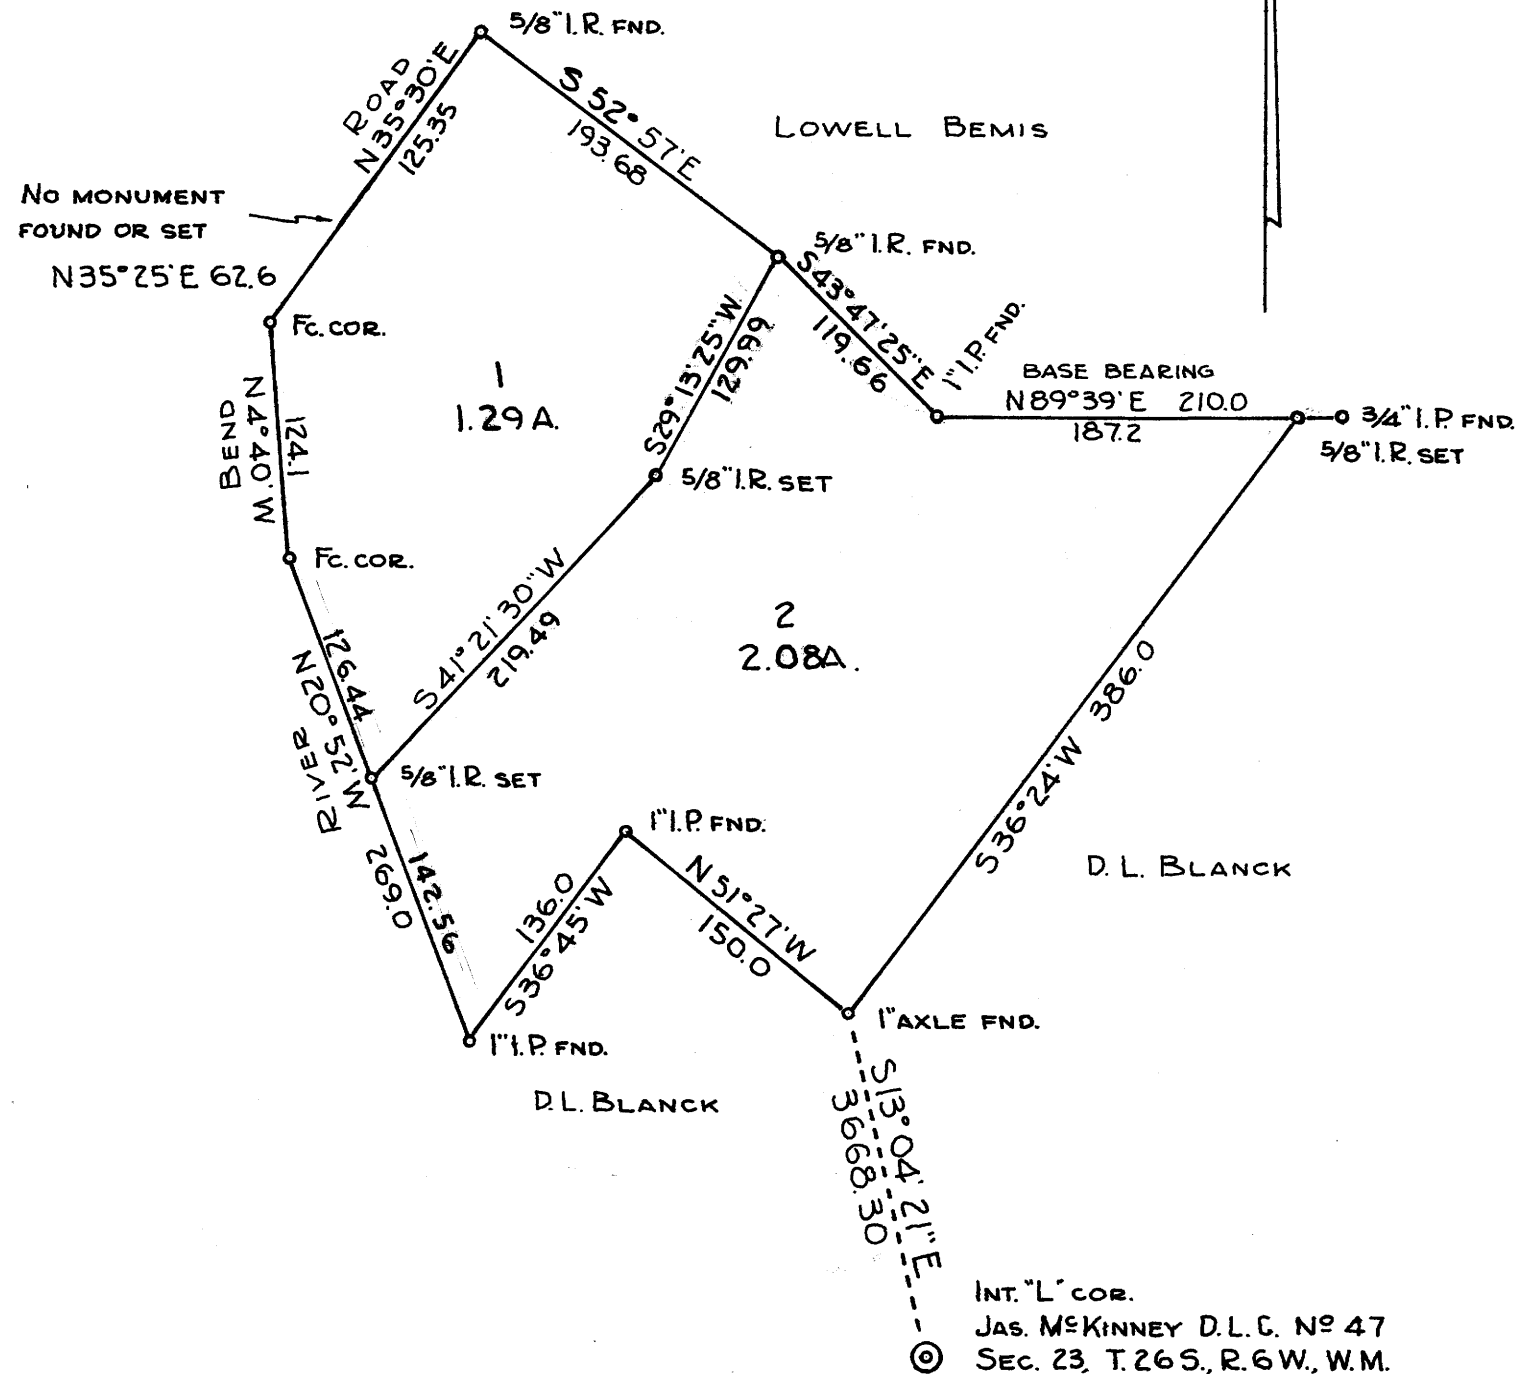 5/8" I.R. FND.
ROAD
N 35°30'E
125.35
S 52°57'E
193.68
LOWELL BEMIS
NO MONUMENT
FOUND OR SET
N35°25'E 62.6
5/8" I.R. FND.
FC. COR.
S43°47'25"E
119.66
1" I.P. FND.
S29°13'25"W
129.99
1
1.29 A.
BASE BEARING
N89°39'E 210.0
187.2
3/4" I.P. FND.
5/8" I.R. SET
BEND
N 4°40'W
124.1
5/8" I.R. SET
FC. COR.
S 41°21'30"W
219.49
2
2.08A.
126.44
N20°52'W
RIVER
269.0
142.56
5/8" I.R. SET
1" I.P. FND.
S36°24'W 386.0
D. L. BLANCK
N 51°27'W
150.0
136.0
S36°45'W
1" AXLE FND.
1" I.P. FND.
D. L. BLANCK
S13°04'21"E
3668.30
INT. "L" COR.
JAS. McKINNEY D.L.C. Nº 47
SEC. 23, T. 26 S., R. 6 W., W.M.